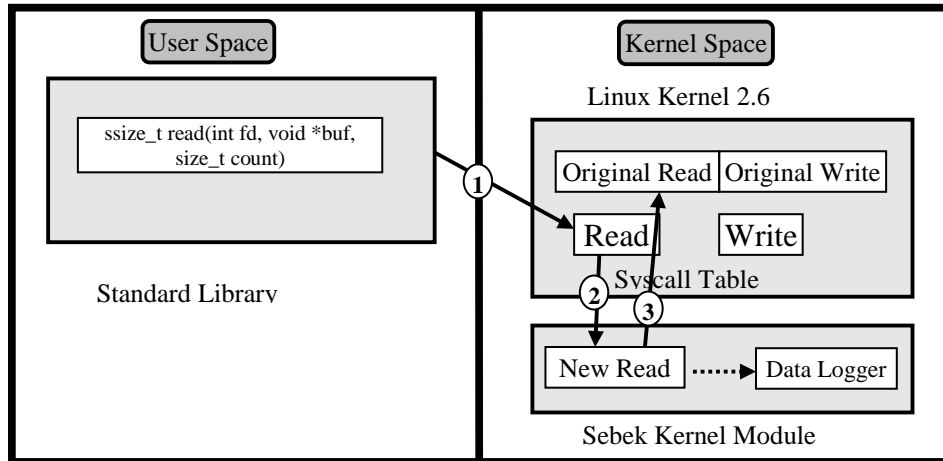 User Space
ssize_t read(int fd, void *buf,
size_t count)
Standard Library
1
Kernel Space
Linux Kernel 2.6
Original Read
Original Write
Read
Write
Syscall Table
2
3
New Read
Data Logger
Sebek Kernel Module